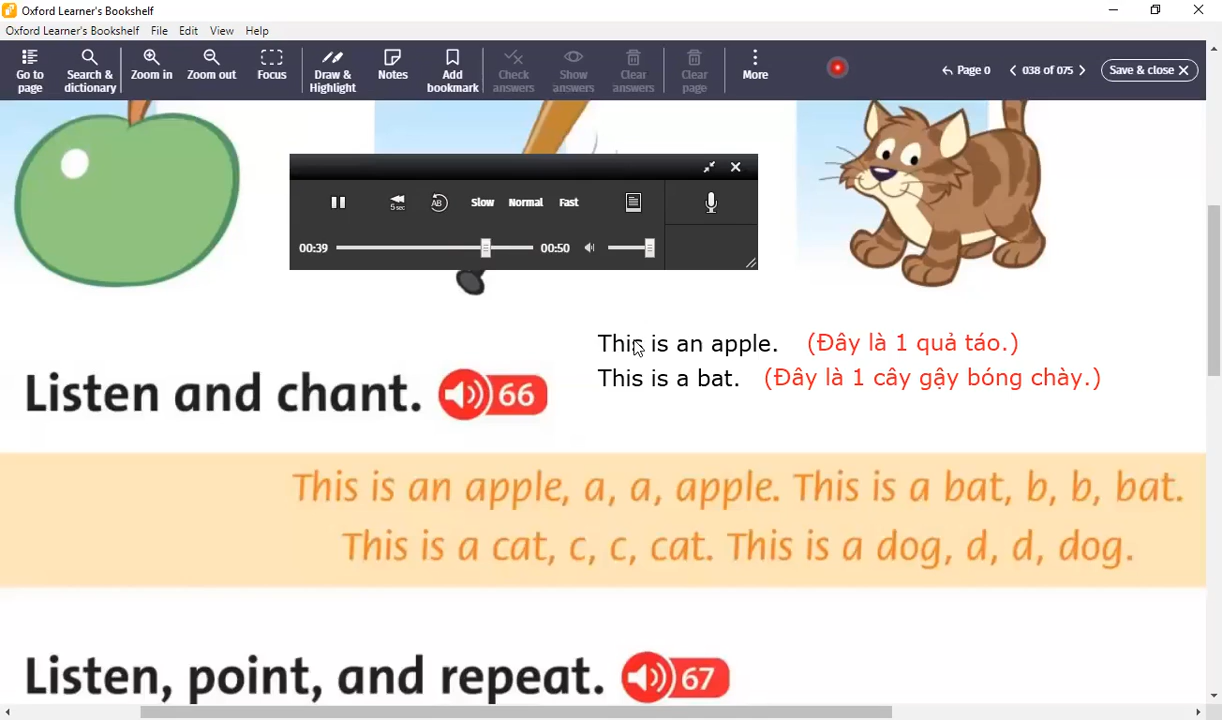 Oxford Learner's Bookshelf
Oxford Learner's Bookshelf File Edit View Help
Go to page
Search & dictionary
Zoom in
Zoom out
Focus
Draw & Highlight
Notes
Add bookmark
Check answers
Show answers
Clear answers
Clear page
More
Page 0
038 of 075
Save & close
5 sec
AB
Slow Normal Fast
00:39
00:50
This is an apple. (Đây là 1 quả táo.)
This is a bat. (Đây là 1 cây gậy bóng chày.)
Listen and chant. 66
This is an apple, a, a, apple. This is a bat, b, b, bat.
This is a cat, c, c, cat. This is a dog, d, d, dog.
Listen, point, and repeat. 67